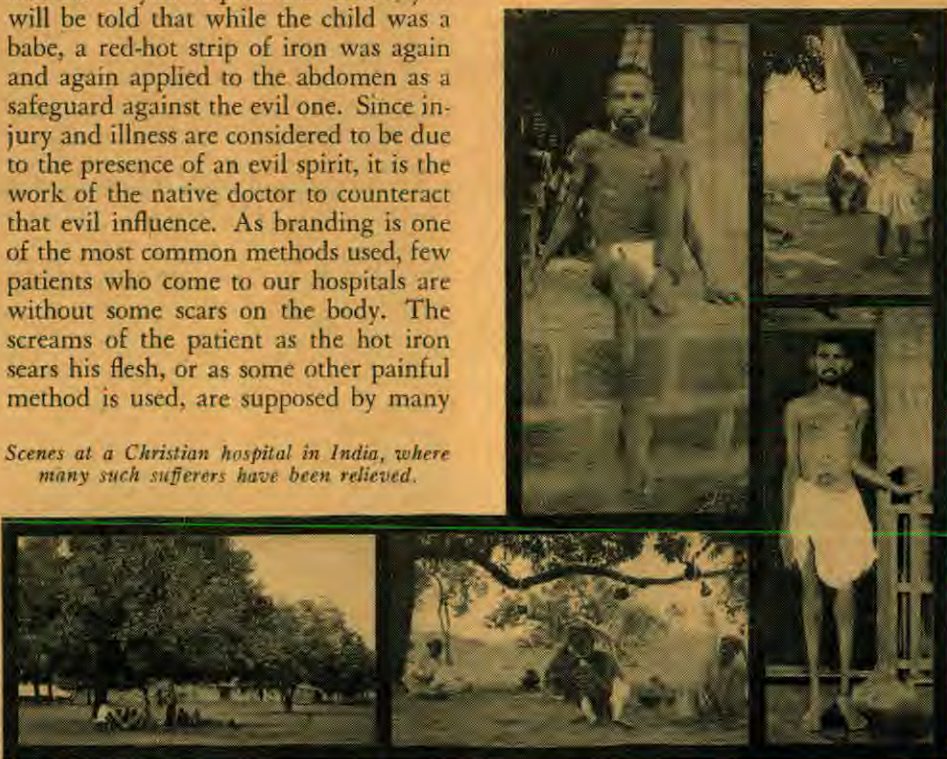 will be told that while the child was a
babe, a red-hot strip of iron was again
and again applied to the abdomen as a
safeguard against the evil one. Since in-
jury and illness are considered to be due
to the presence of an evil spirit, it is the
work of the native doctor to counteract
that evil influence. As branding is one
of the most common methods used, few
patients who come to our hospitals are
without some scars on the body. The
screams of the patient as the hot iron
sears his flesh, or as some other painful
method is used, are supposed by many
Scenes at a Christian hospital in India, where
many such sufferers have been relieved.